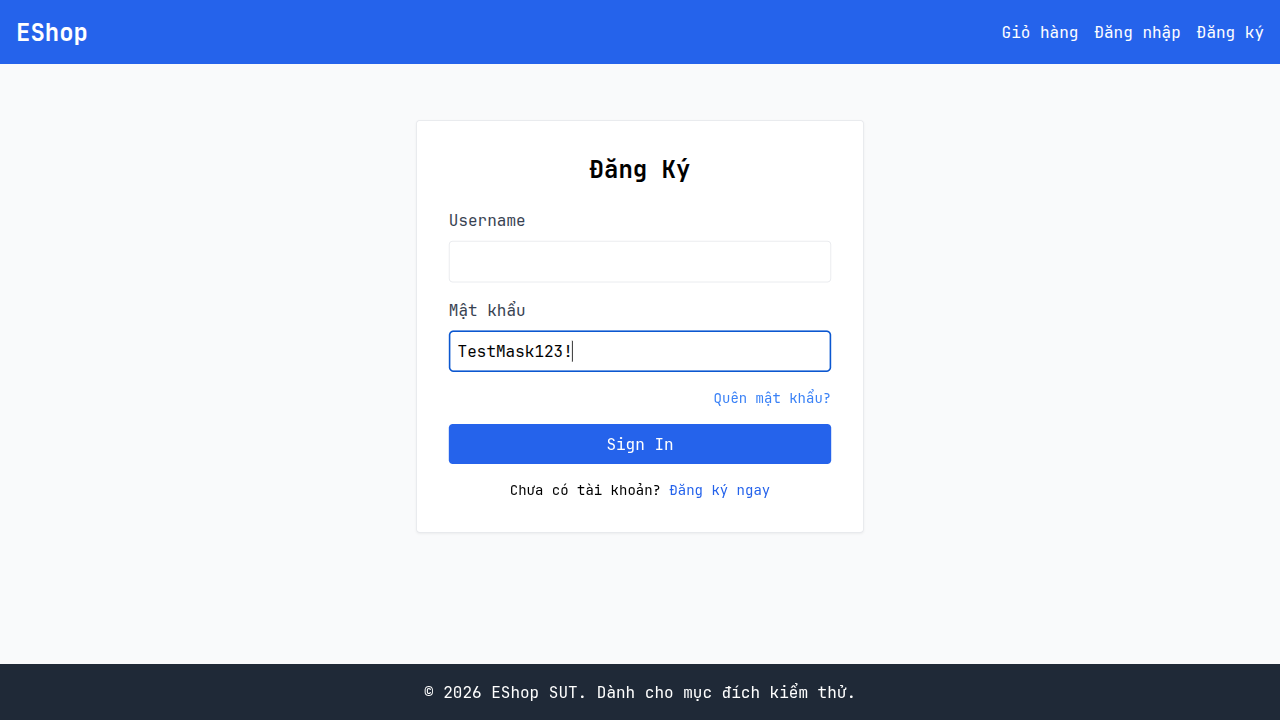 EShop
Giỏ hàng Đăng nhập Đăng ký
Đăng Ký
Username
Mật khẩu
TestMask123!
Quên mật khẩu?
Sign In
Chưa có tài khoản? Đăng ký ngay
© 2026 EShop SUT. Dành cho mục đích kiểm thử.